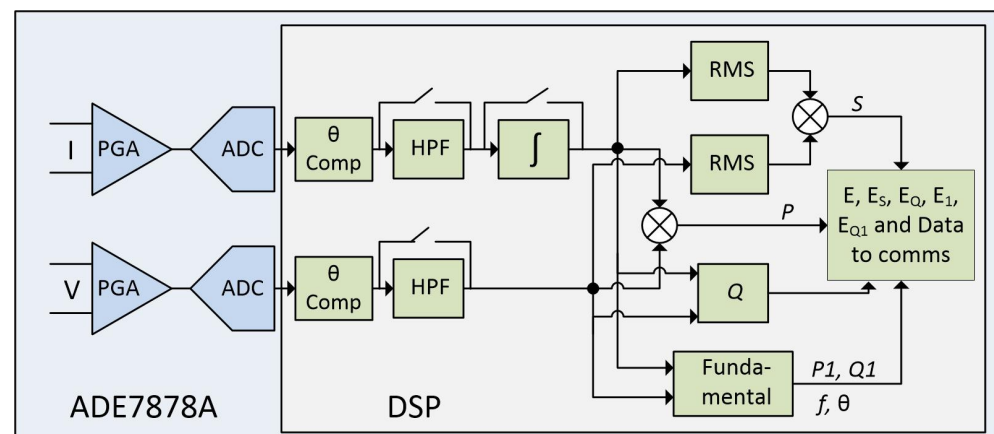 I
PGA
ADC
θ
Comp
HPF
∫
RMS
S
RMS
P
E, E_S, E_Q, E_1,
E_Q1 and Data
to comms
V
PGA
ADC
θ
Comp
HPF
Q
Funda-
mental
P1, Q1
f, θ
ADE7878A
DSP